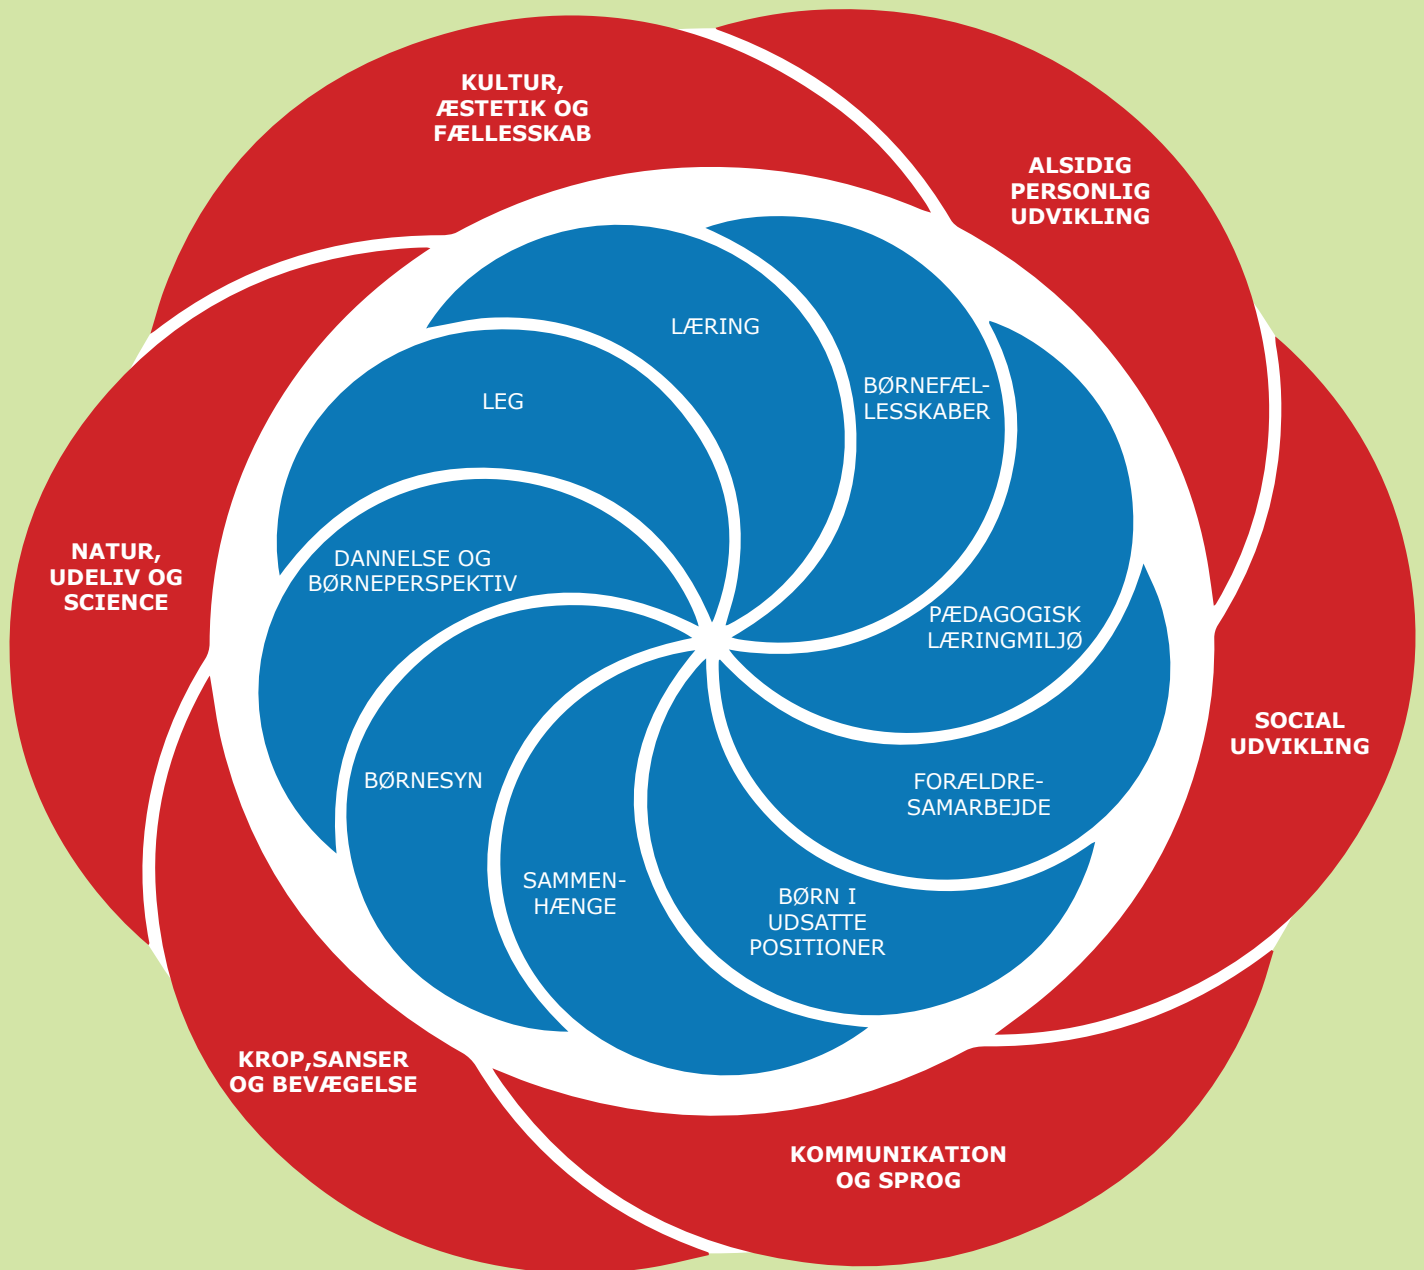 KULTUR,
ÆSTETIK OG
FÆLLESSKAB
ALSIDIG
PERSONLIG
UDVIKLING
SOCIAL
UDVIKLING
KOMMUNIKATION
OG SPROG
KROP,SANSER
OG BEVÆGELSE
NATUR,
UDELIV OG
SCIENCE
LÆRING
BØRNEFÆL-
LESSKABER
PÆDAGOGISK
LÆRINGMILJØ
FORÆLDRE-
SAMARBEJDE
BØRN I
UDSATTE
POSITIONER
SAMMEN-
HÆNGE
BØRNESYN
DANNELSE OG
BØRNEPERSPEKTIV
LEG